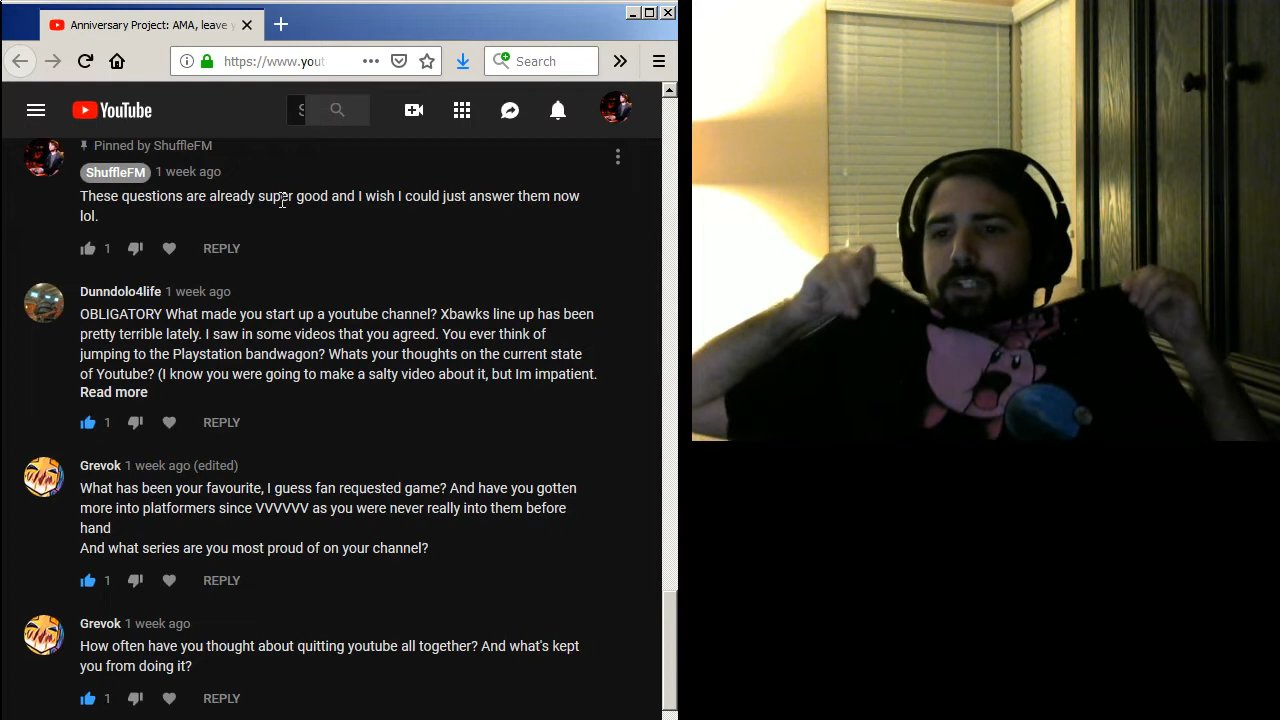 Anniversary Project: AMA, leave y
https://www.yout
Search
YouTube
S
Pinned by ShuffleFM
ShuffleFM 1 week ago
These questions are already super good and I wish I could just answer them now
lol.
1 REPLY
Dunndolo4life 1 week ago
OBLIGATORY What made you start up a youtube channel? Xbawks line up has been
pretty terrible lately. I saw in some videos that you agreed. You ever think of
jumping to the Playstation bandwagon? Whats your thoughts on the current state
of Youtube? (I know you were going to make a salty video about it, but Im impatient.
Read more
1 REPLY
Grevok 1 week ago (edited)
What has been your favourite, I guess fan requested game? And have you gotten
more into platformers since VVVVVV as you were never really into them before
hand
And what series are you most proud of on your channel?
1 REPLY
Grevok 1 week ago
How often have you thought about quitting youtube all together? And what's kept
you from doing it?
1 REPLY